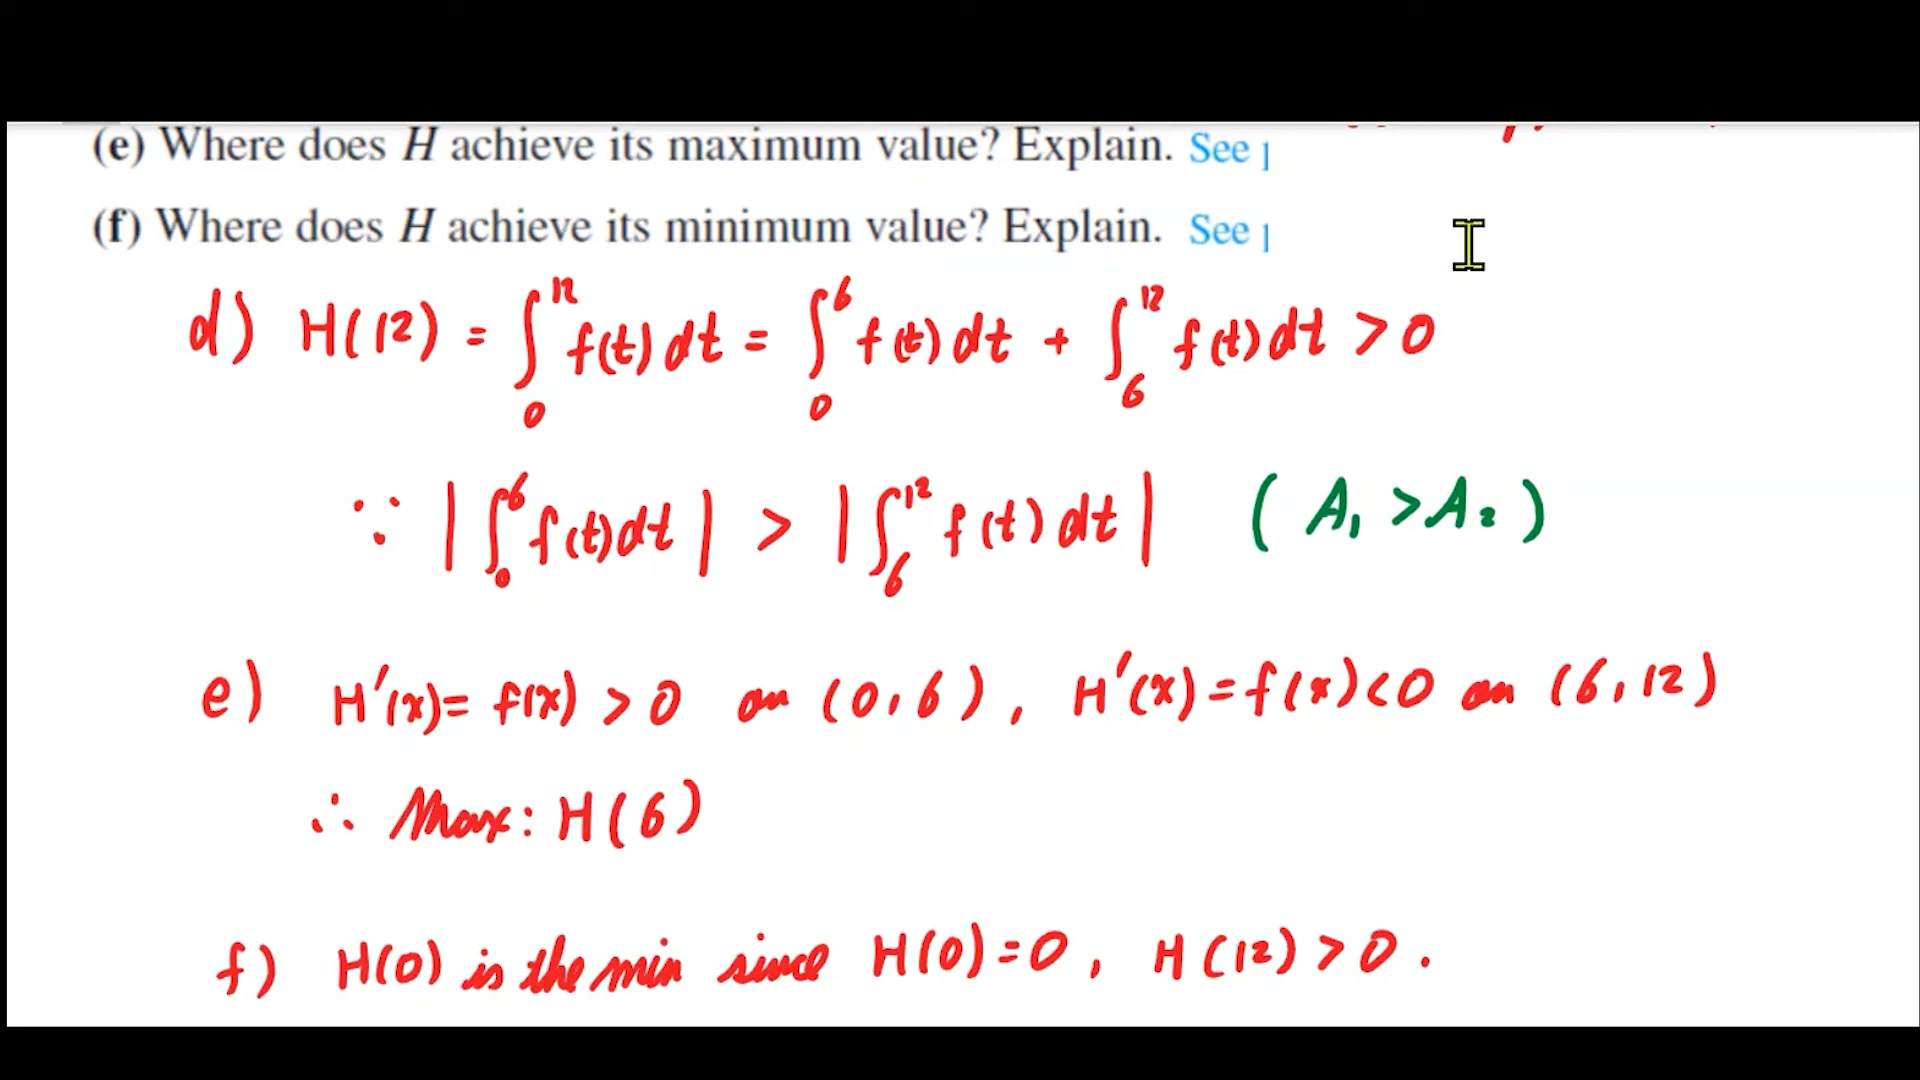 (e) Where does H achieve its maximum value? Explain. See
(f) Where does H achieve its minimum value? Explain. See
d) H(12) = ∫₀¹² f(t) dt = ∫₀⁶ f(t) dt + ∫₆¹² f(t) dt > 0
∵ | ∫₀⁶ f(t) dt | > | ∫₆¹² f(t) dt | ( A₁ > A₂ )
e) H'(x) = f(x) > 0 on (0,6), H'(x) = f(x) < 0 on (6,12)
∴ Max: H(6)
f) H(0) is the min since H(0) = 0, H(12) > 0.